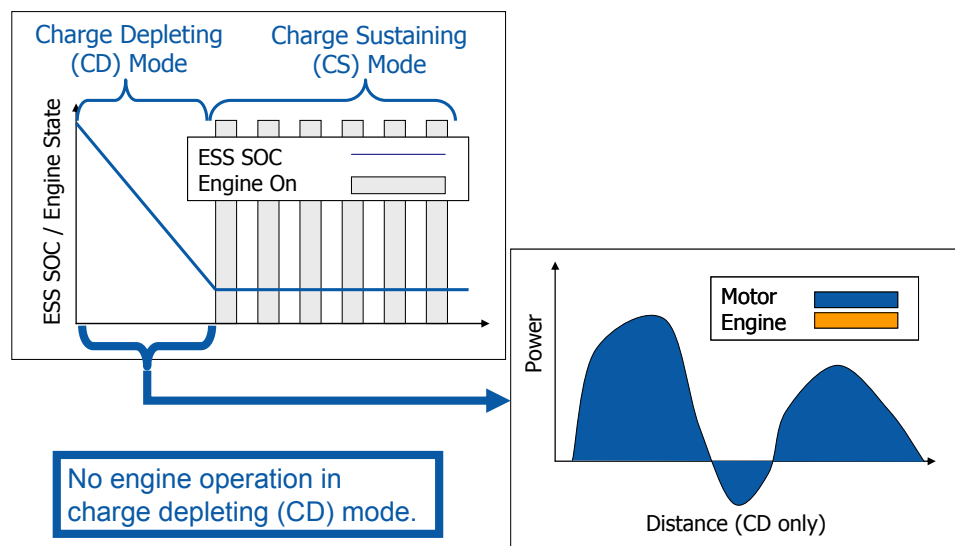 Charge Depleting
(CD) Mode
Charge Sustaining
(CS) Mode
ESS SOC / Engine State
ESS SOC
Engine On
Power
Motor
Engine
Distance (CD only)
No engine operation in
charge depleting (CD) mode.